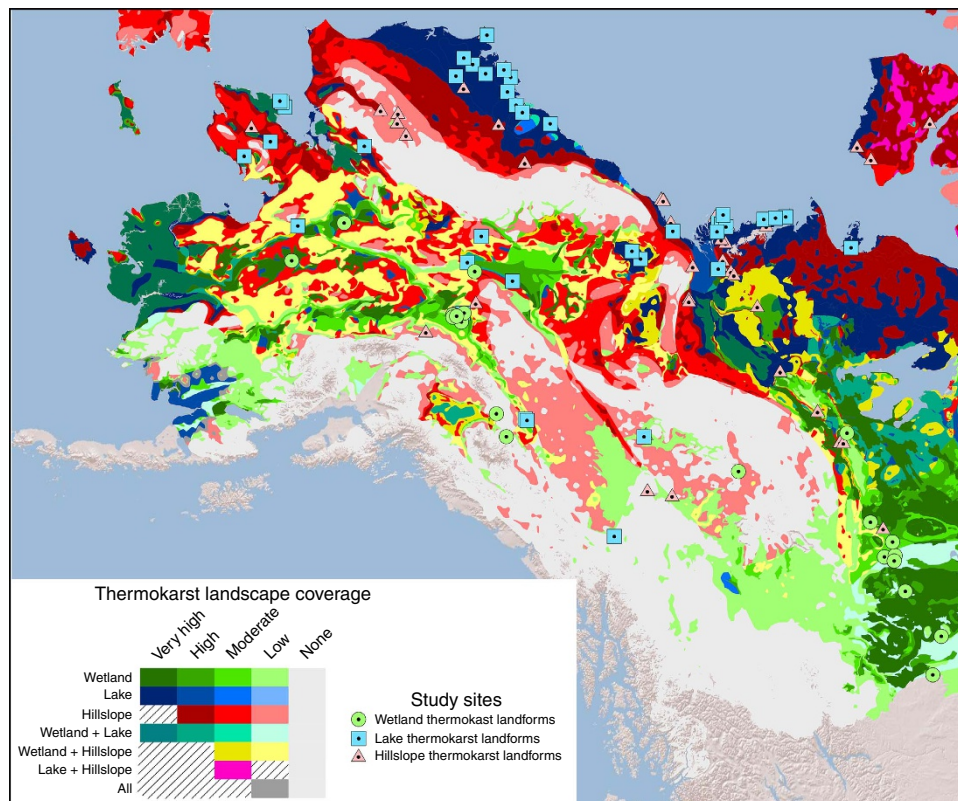 Thermokarst landscape coverage
Very high
High
Moderate
Low
None
Wetland
Lake
Hillslope
Wetland + Lake
Wetland + Hillslope
Lake + Hillslope
All
Study sites
Wetland thermokast landforms
Lake thermokarst landforms
Hillslope thermokarst landforms